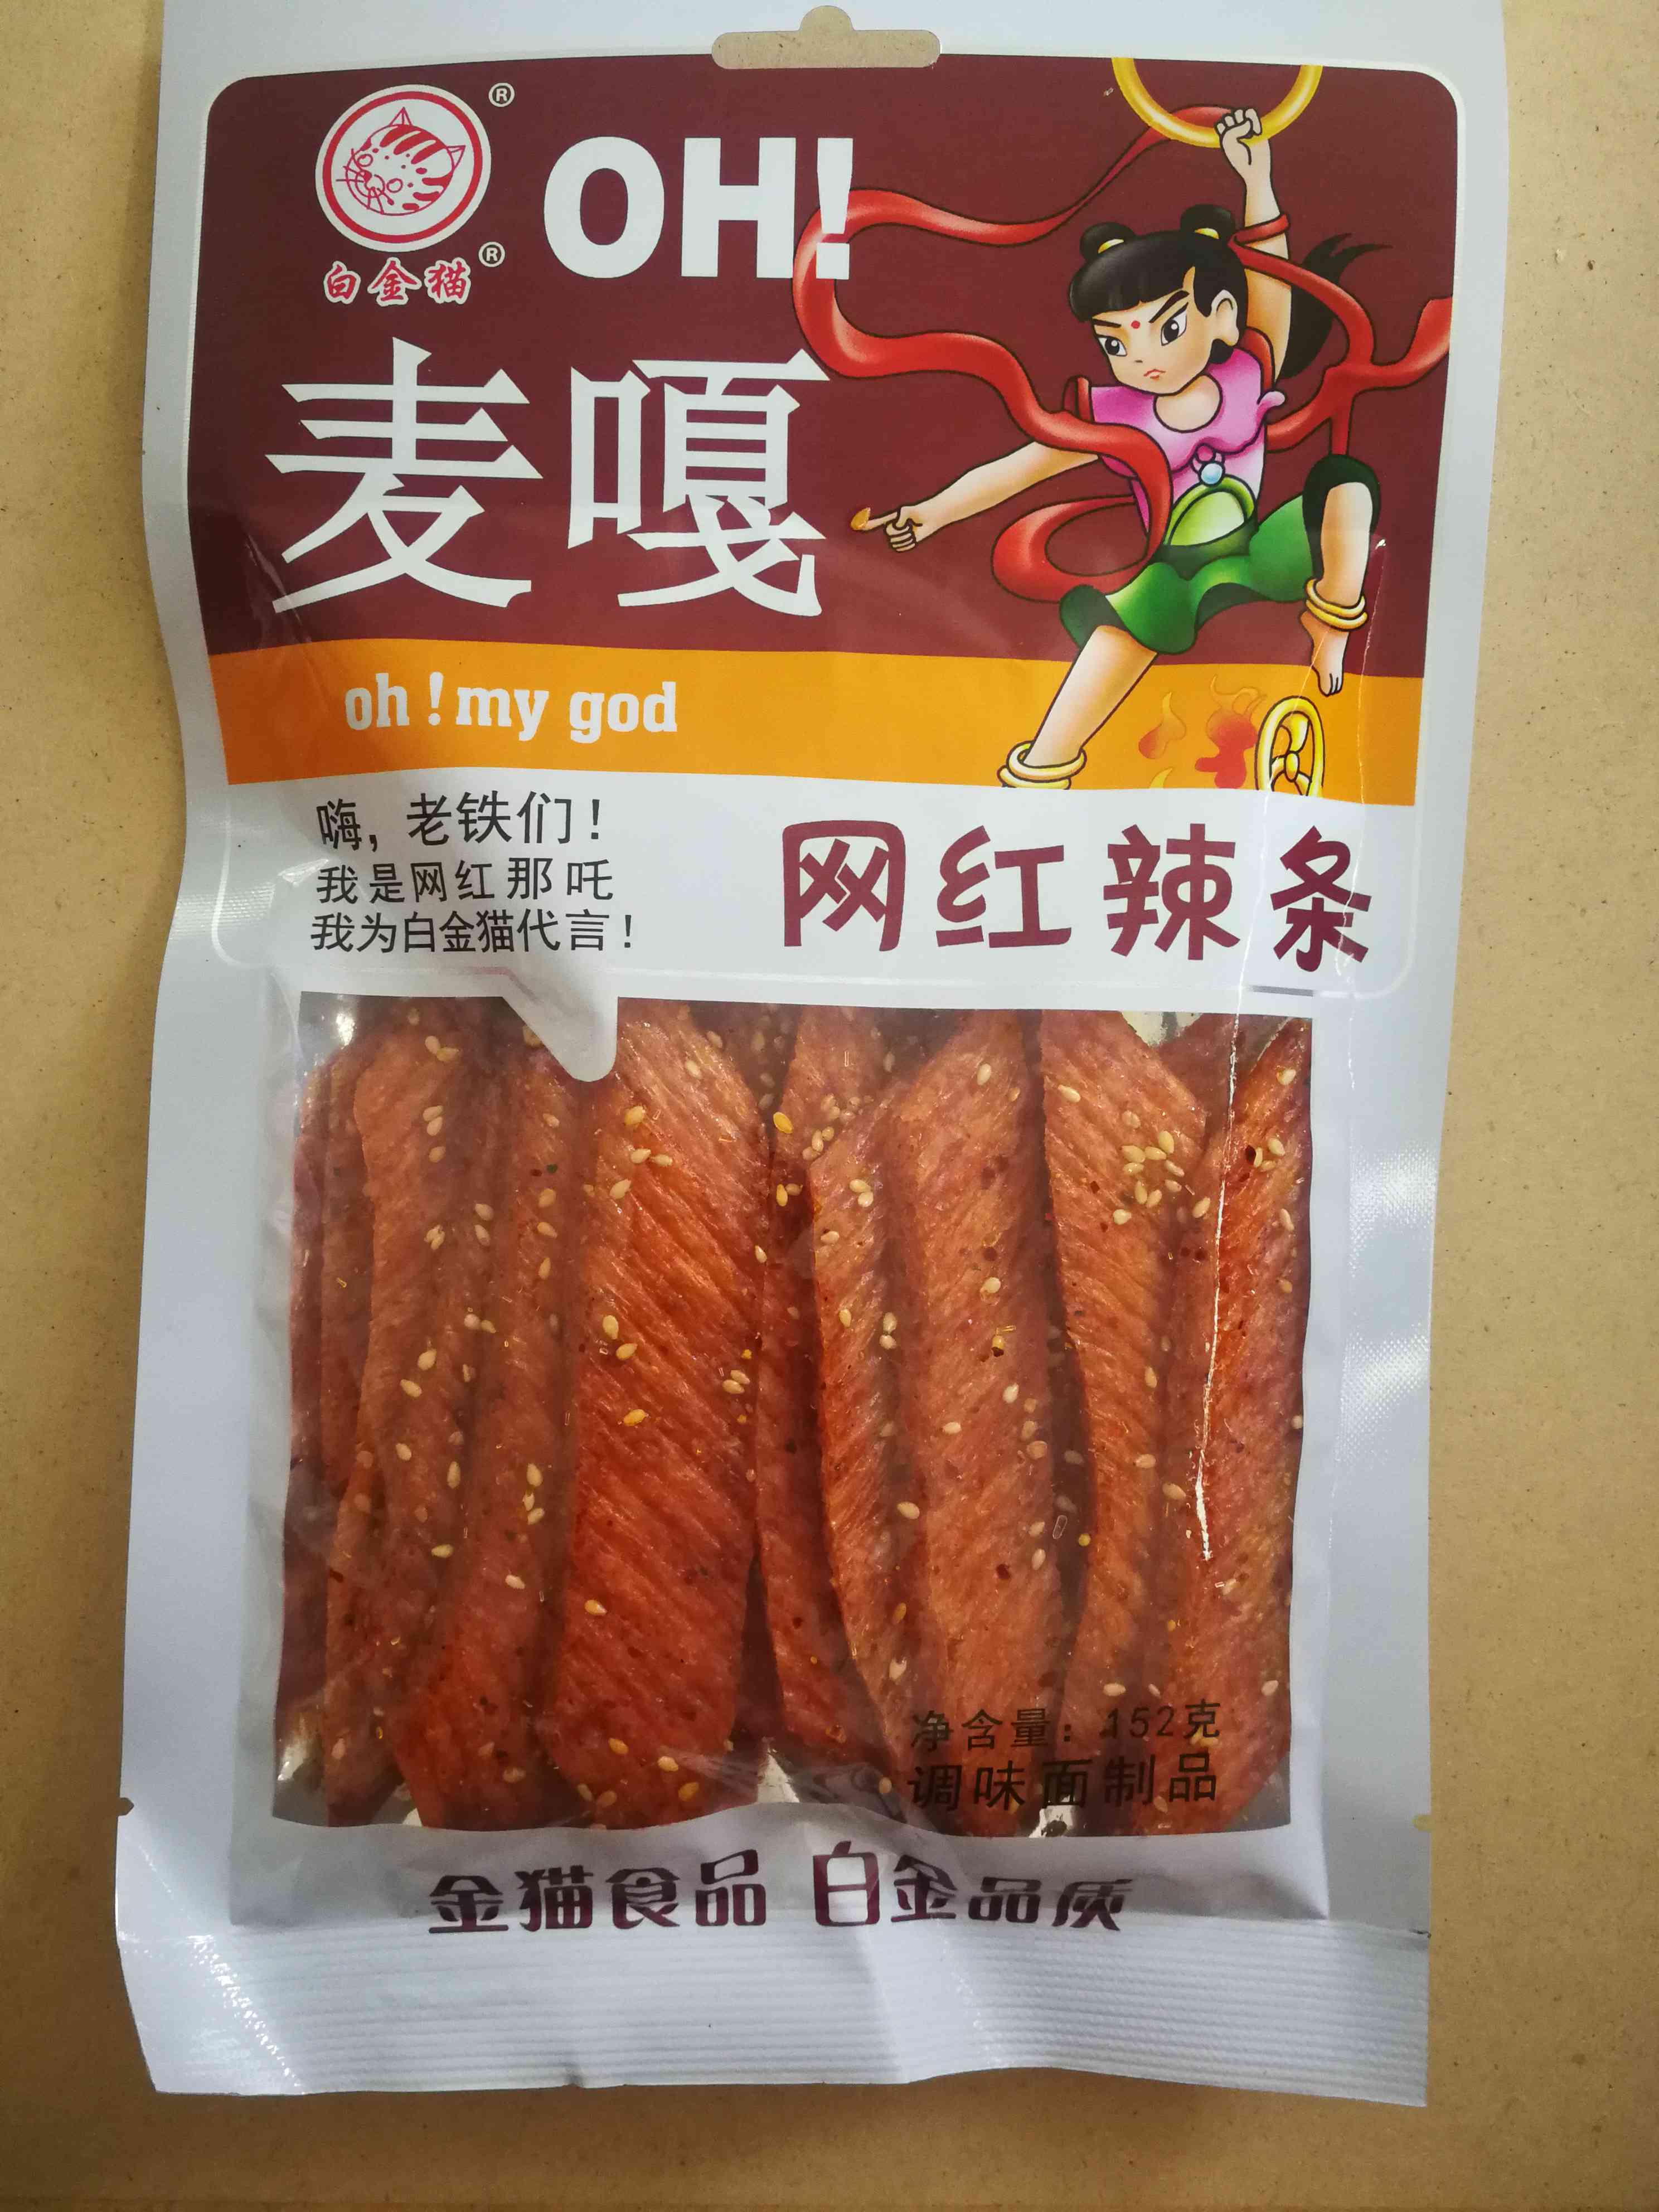 ®
OH!
白金猫®
麦嘎
oh!my god
嗨,老铁们!
我是网红那吒
我为白金猫代言!
网红辣条
净含量:152克
调味面制品
金猫食品 白金品质